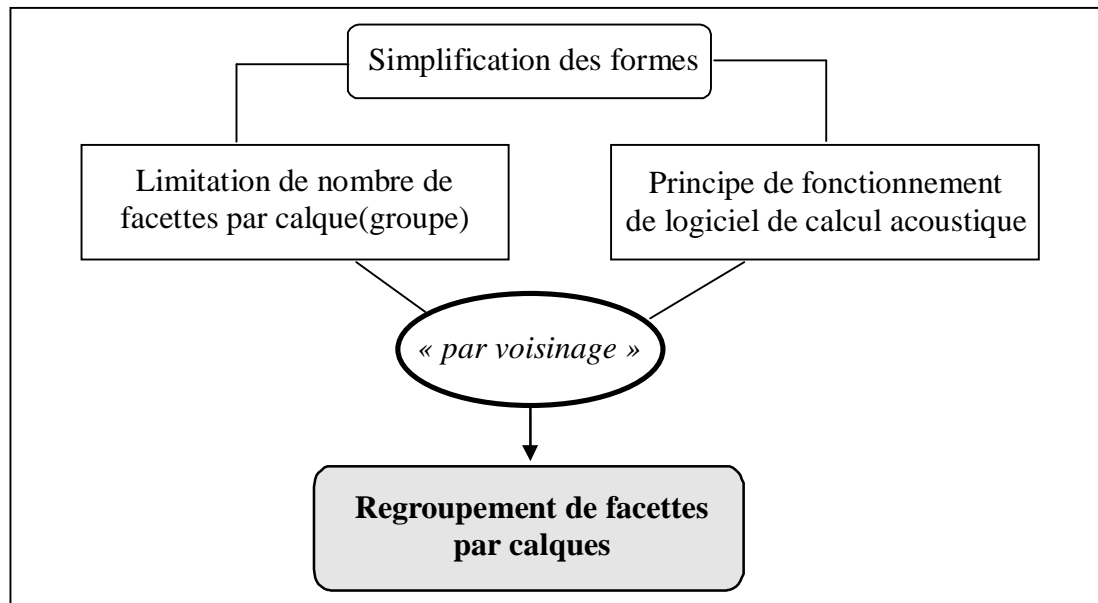 Simplification des formes
Limitation de nombre de
facettes par calque(groupe)
Principe de fonctionnement
de logiciel de calcul acoustique
« par voisinage »
Regroupement de facettes
par calques